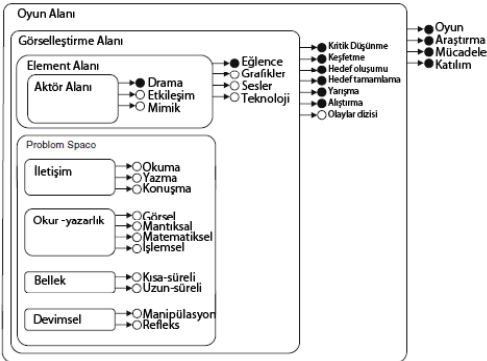 Oyun Alanı
Görselleştirme Alanı
Element Alanı
Aktör Alanı
Drama
Etkileşim
Mimik
Eğlence
Grafikler
Sesler
Teknoloji
Kritik Düşünme
Keşfetme
Hedef oluşumu
Hedef tamamlama
Yarışma
Alıştırma
Olaylar dizisi
Oyun
Araştırma
Mücadele
Katılım
Problom Spaco
İletişim
Okuma
Yazma
Konuşma
Okur -yazarlık
Görsel
Mantıksal
Matematiksel
İşlemsel
Bellek
Kısa-süreli
Uzun-süreli
Devimsel
Manipülasyon
Refleks